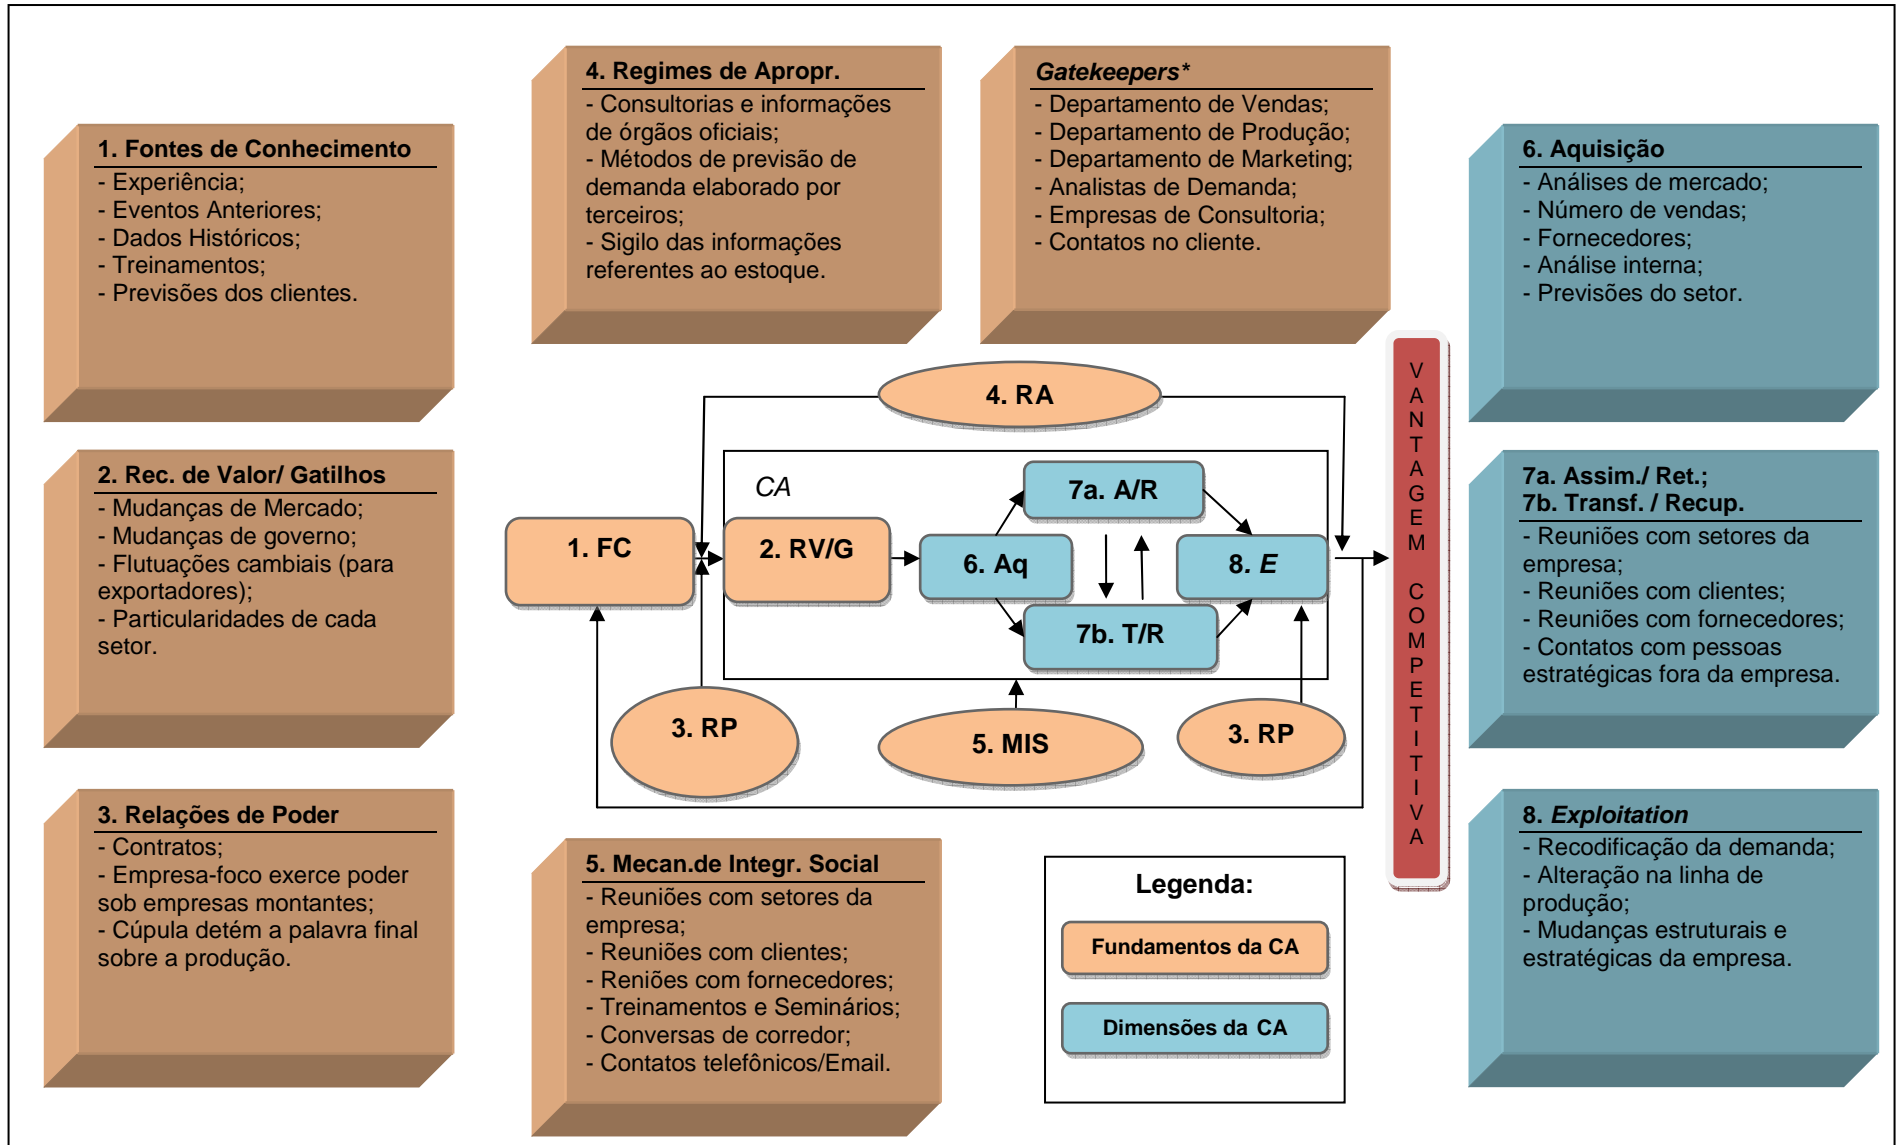 4. Regimes de Apropr.
- Consultorias e informações
de órgãos oficiais;
- Métodos de previsão de
demanda elaborado por
terceiros;
- Sigilo das informações
referentes ao estoque.
Gatekeepers*
- Departamento de Vendas;
- Departamento de Produção;
- Departamento de Marketing;
- Analistas de Demanda;
- Empresas de Consultoria;
- Contatos no cliente.
1. Fontes de Conhecimento
- Experiência;
- Eventos Anteriores;
- Dados Históricos;
- Treinamentos;
- Previsões dos clientes.
6. Aquisição
- Análises de mercado;
- Número de vendas;
- Fornecedores;
- Análise interna;
- Previsões do setor.
2. Rec. de Valor/ Gatilhos
- Mudanças de Mercado;
- Mudanças de governo;
- Flutuações cambiais (para
exportadores);
- Particularidades de cada
setor.
4. RA
CA
1. FC
2. RV/G
6. Aq
7a. A/R
7b. T/R
8. E
3. RP
5. MIS
3. RP
VANTAGEM COMPETITIVA
7a. Assim./ Ret.;
7b. Transf. / Recup.
- Reuniões com setores da
empresa;
- Reuniões com clientes;
- Reuniões com fornecedores;
- Contatos com pessoas
estratégicas fora da empresa.
3. Relações de Poder
- Contratos;
- Empresa-foco exerce poder
sob empresas montantes;
- Cúpula detém a palavra final
sobre a produção.
5. Mecan.de Integr. Social
- Reuniões com setores da
empresa;
- Reuniões com clientes;
- Reniões com fornecedores;
- Treinamentos e Seminários;
- Conversas de corredor;
- Contatos telefônicos/Email.
Legenda:
Fundamentos da CA
Dimensões da CA
8. Exploitation
- Recodificação da demanda;
- Alteração na linha de
produção;
- Mudanças estruturais e
estratégicas da empresa.